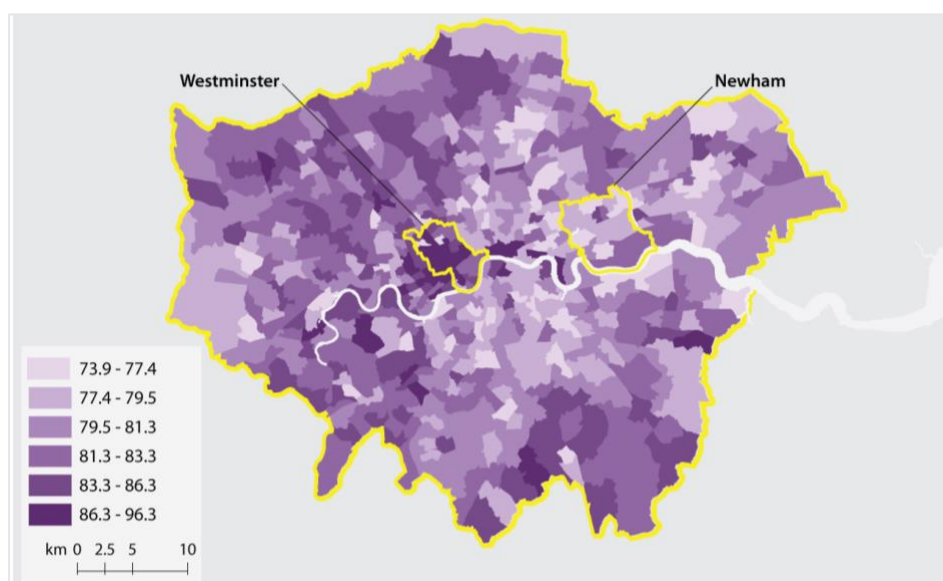 Westminster
Newham
73.9 - 77.4
77.4 - 79.5
79.5 - 81.3
81.3 - 83.3
83.3 - 86.3
86.3 - 96.3
km 0 2.5 5 10